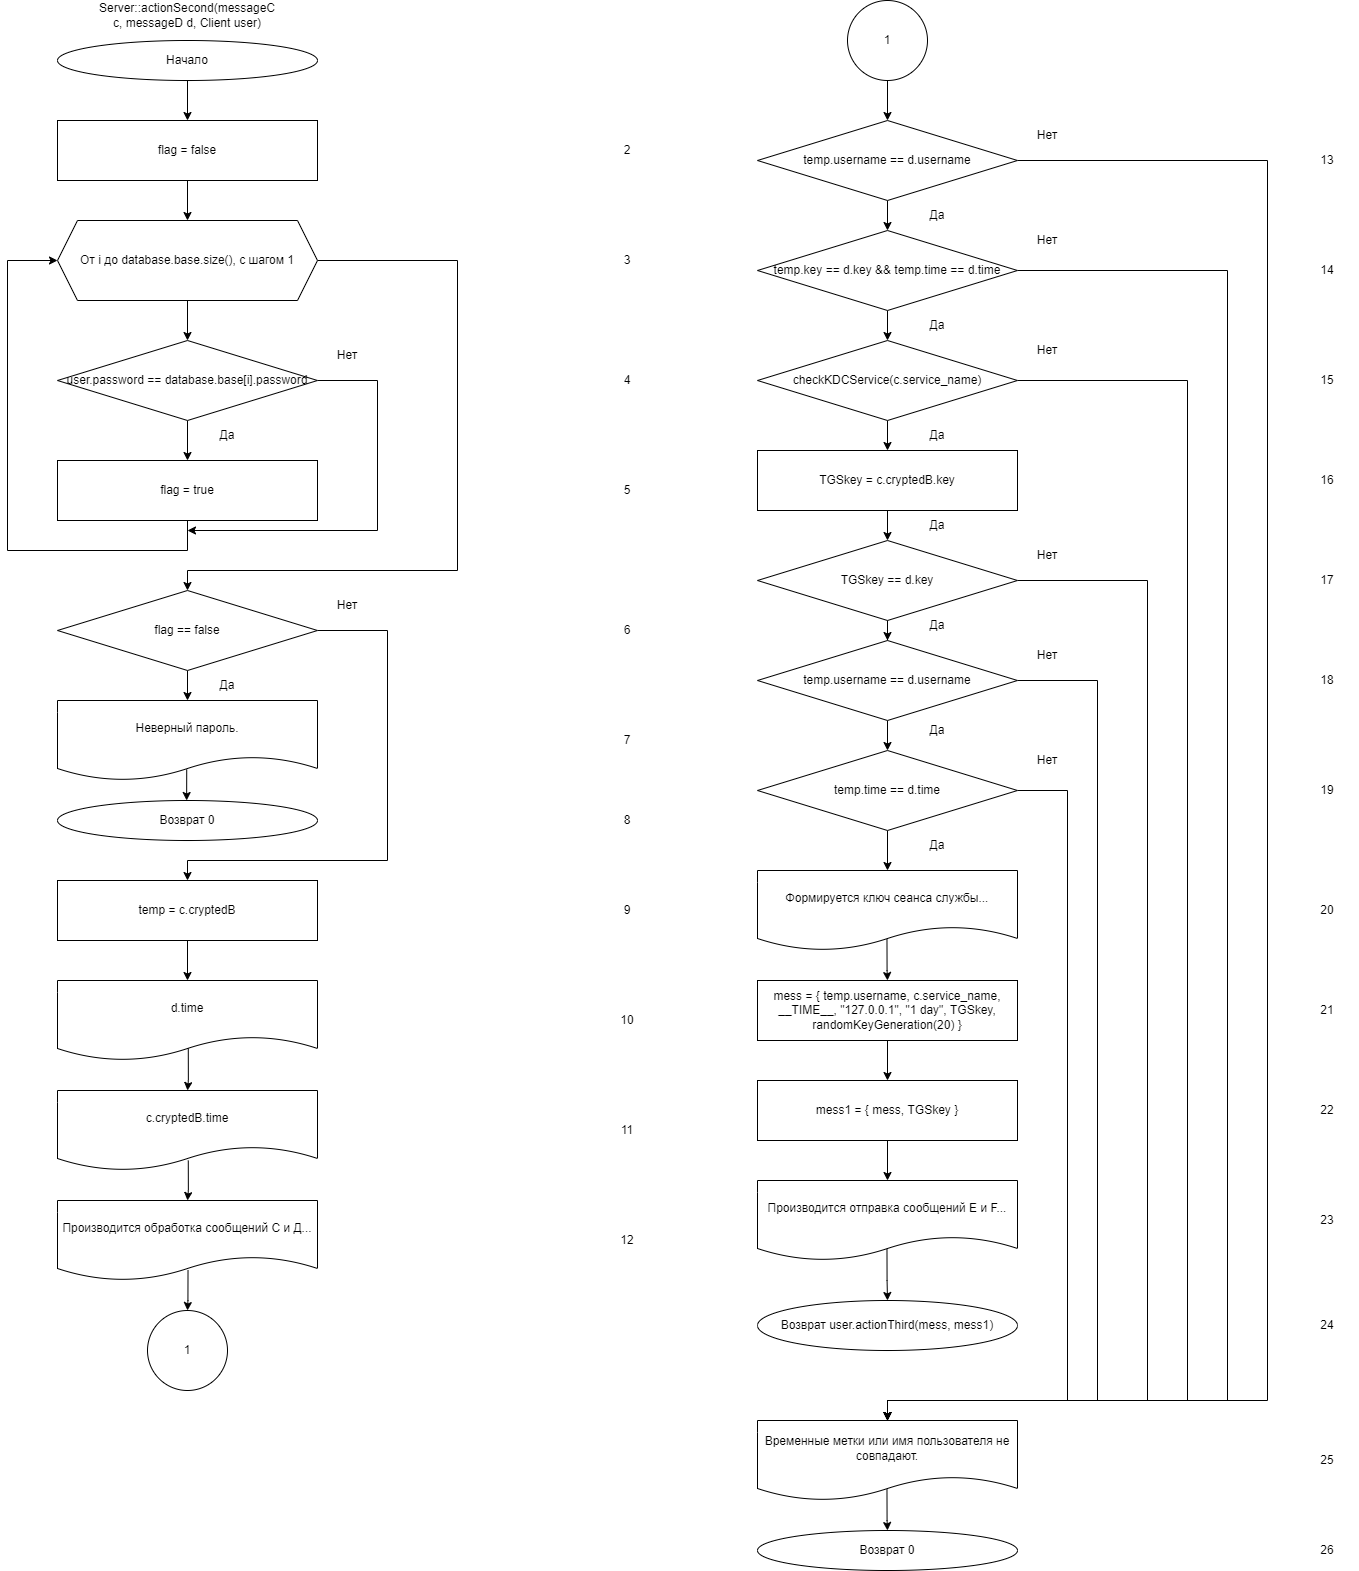 Server::actionSecond(messageC
c, messageD d, Client user)
Начало
flag = false
2
От i до database.base.size(), с шагом 1
3
Нет
user.password == database.base[i].password
4
Да
flag = true
5
Нет
flag == false
6
Да
Неверный пароль.
7
Возврат 0
8
temp = c.cryptedB
9
d.time
10
c.cryptedB.time
11
Производится обработка сообщений С и Д...
12
1
1
Нет
temp.username == d.username
13
Да
Нет
temp.key == d.key && temp.time == d.time
14
Да
Нет
checkKDCService(c.service_name)
15
Да
TGSkey = c.cryptedB.key
16
Да
Нет
TGSkey == d.key
17
Да
Нет
temp.username == d.username
18
Да
Нет
temp.time == d.time
19
Да
Формируется ключ сеанса службы...
20
mess = { temp.username, c.service_name,
__TIME__, "127.0.0.1", "1 day", TGSkey,
randomKeyGeneration(20) }
21
mess1 = { mess, TGSkey }
22
Производится отправка сообщений E и F...
23
Возврат user.actionThird(mess, mess1)
24
Временные метки или имя пользователя не
совпадают.
25
Возврат 0
26